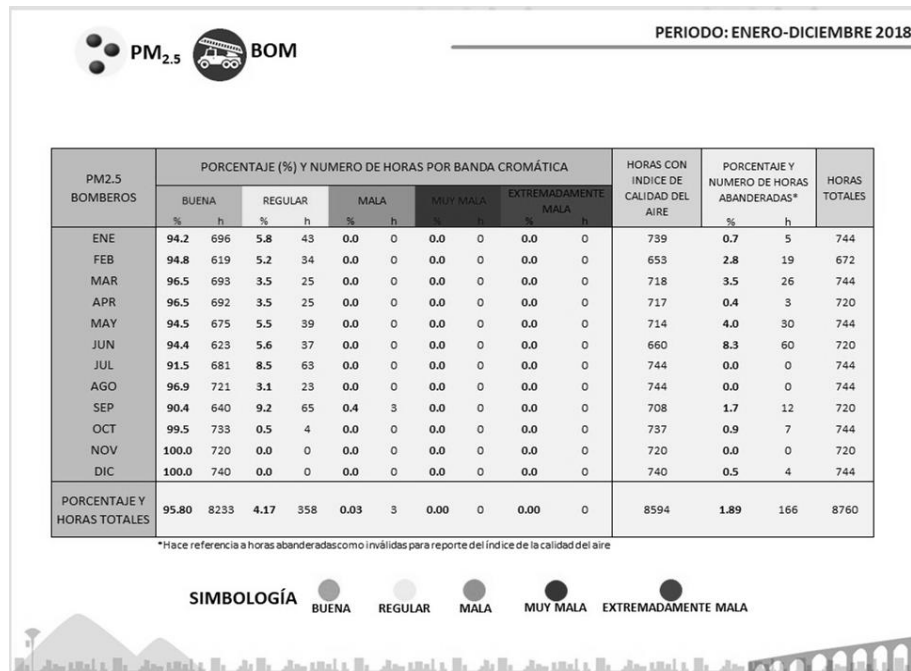 PERIODO: ENERO-DICIEMBRE 2018
PM2.5 BOM
PM2.5 BOMBEROS
PORCENTAJE (%) Y NUMERO DE HORAS POR BANDA CROMÁTICA
HORAS CON INDICE DE CALIDAD DEL AIRE
PORCENTAJE Y NUMERO DE HORAS ABANDERADAS*
HORAS TOTALES
BUENA REGULAR MALA MUY MALA EXTREMADAMENTE MALA
% h % h % h % h % h % h
ENE 94.2 696 5.8 43 0.0 0 0.0 0 0.0 0 739 0.7 5 744
FEB 94.8 619 5.2 34 0.0 0 0.0 0 0.0 0 653 2.8 19 672
MAR 96.5 693 3.5 25 0.0 0 0.0 0 0.0 0 718 3.5 26 744
APR 96.5 692 3.5 25 0.0 0 0.0 0 0.0 0 717 0.4 3 720
MAY 94.5 675 5.5 39 0.0 0 0.0 0 0.0 0 714 4.0 30 744
JUN 94.4 623 5.6 37 0.0 0 0.0 0 0.0 0 660 8.3 60 720
JUL 91.5 681 8.5 63 0.0 0 0.0 0 0.0 0 744 0.0 0 744
AGO 96.9 721 3.1 23 0.0 0 0.0 0 0.0 0 744 0.0 0 744
SEP 90.4 640 9.2 65 0.4 3 0.0 0 0.0 0 708 1.7 12 720
OCT 99.5 733 0.5 4 0.0 0 0.0 0 0.0 0 737 0.9 7 744
NOV 100.0 720 0.0 0 0.0 0 0.0 0 0.0 0 720 0.0 0 720
DIC 100.0 740 0.0 0 0.0 0 0.0 0 0.0 0 740 0.5 4 744
PORCENTAJE Y HORAS TOTALES 95.80 8233 4.17 358 0.03 3 0.00 0 0.00 0 8594 1.89 166 8760
*Hace referencia a horas abanderadas como inválidas para reporte del índice de la calidad del aire
SIMBOLOGÍA BUENA REGULAR MALA MUY MALA EXTREMADAMENTE MALA